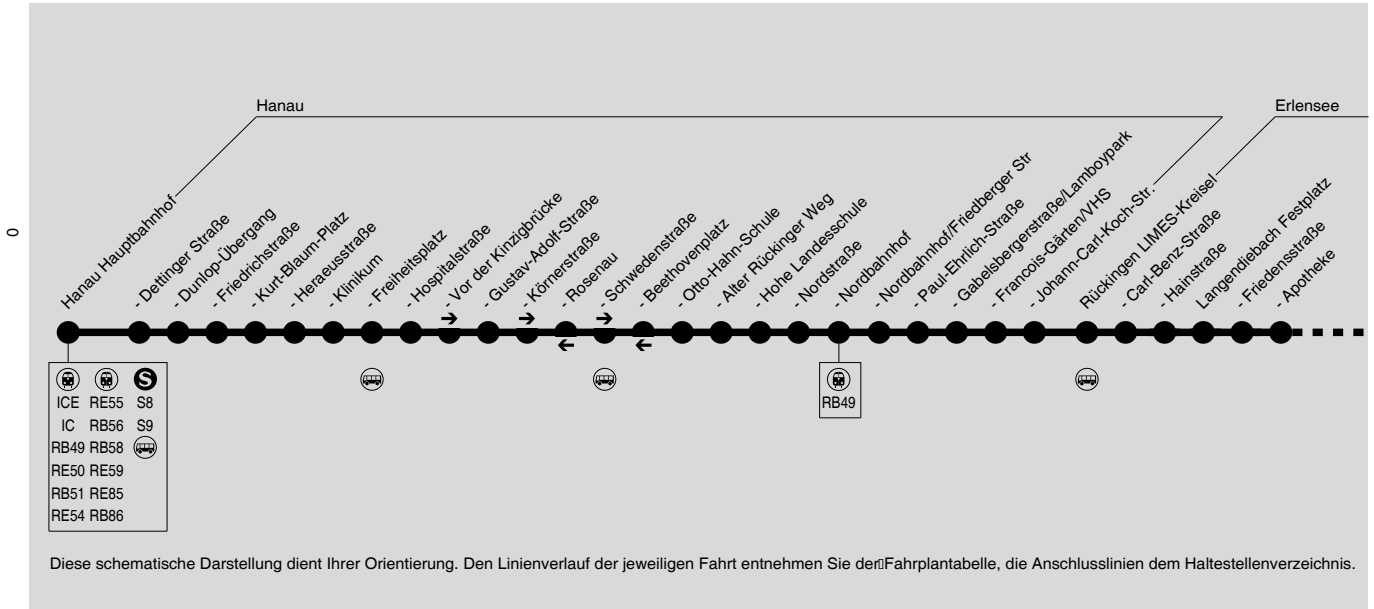 0
Hanau
Erlensee
Hanau Hauptbahnhof
- Dettinger Straße
- Dunlop-Übergang
- Friedrichstraße
- Kurt-Blaum-Platz
- Heraeusstraße
- Klinikum
- Freiheitsplatz
- Hospitalstraße
- Vor der Kinzigbrücke
- Gustav-Adolf-Straße
- Körnerstraße
- Rosenau
- Schwedenstraße
- Beethovenplatz
- Otto-Hahn-Schule
- Alter Rückinger Weg
- Hohe Landesschule
- Nordstraße
- Nordbahnhof
- Nordbahnhof/Friedberger Str
- Paul-Ehrlich-Straße
- Gabelsbergerstraße/Lamboypark
- Francois-Gärten/VHS
- Johann-Carl-Koch-Str.
Rückingen LIMES-Kreisel
- Carl-Benz-Straße
- Hainstraße
Langendiebach Festplatz
- Friedensstraße
- Apotheke
S
ICE RE55 S8
IC RB56 S9
RB49 RB58
RE50 RE59
RB51 RE85
RE54 RB86
RB49
Diese schematische Darstellung dient Ihrer Orientierung. Den Linienverlauf der jeweiligen Fahrt entnehmen Sie der Fahrplantabelle, die Anschlusslinien dem Haltestellenverzeichnis.